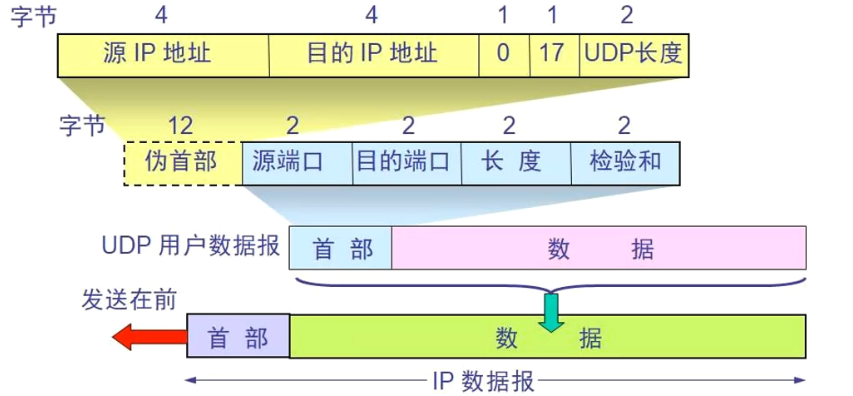 字节 4 4 1 1 2
源 IP 地址 目的 IP 地址 0 17 UDP长度
字节 12 2 2 2 2
伪首部 源端口 目的端口 长 度 检验和
UDP 用户数据报 首 部 数 据
发送在前
首 部 数 据
IP 数据报